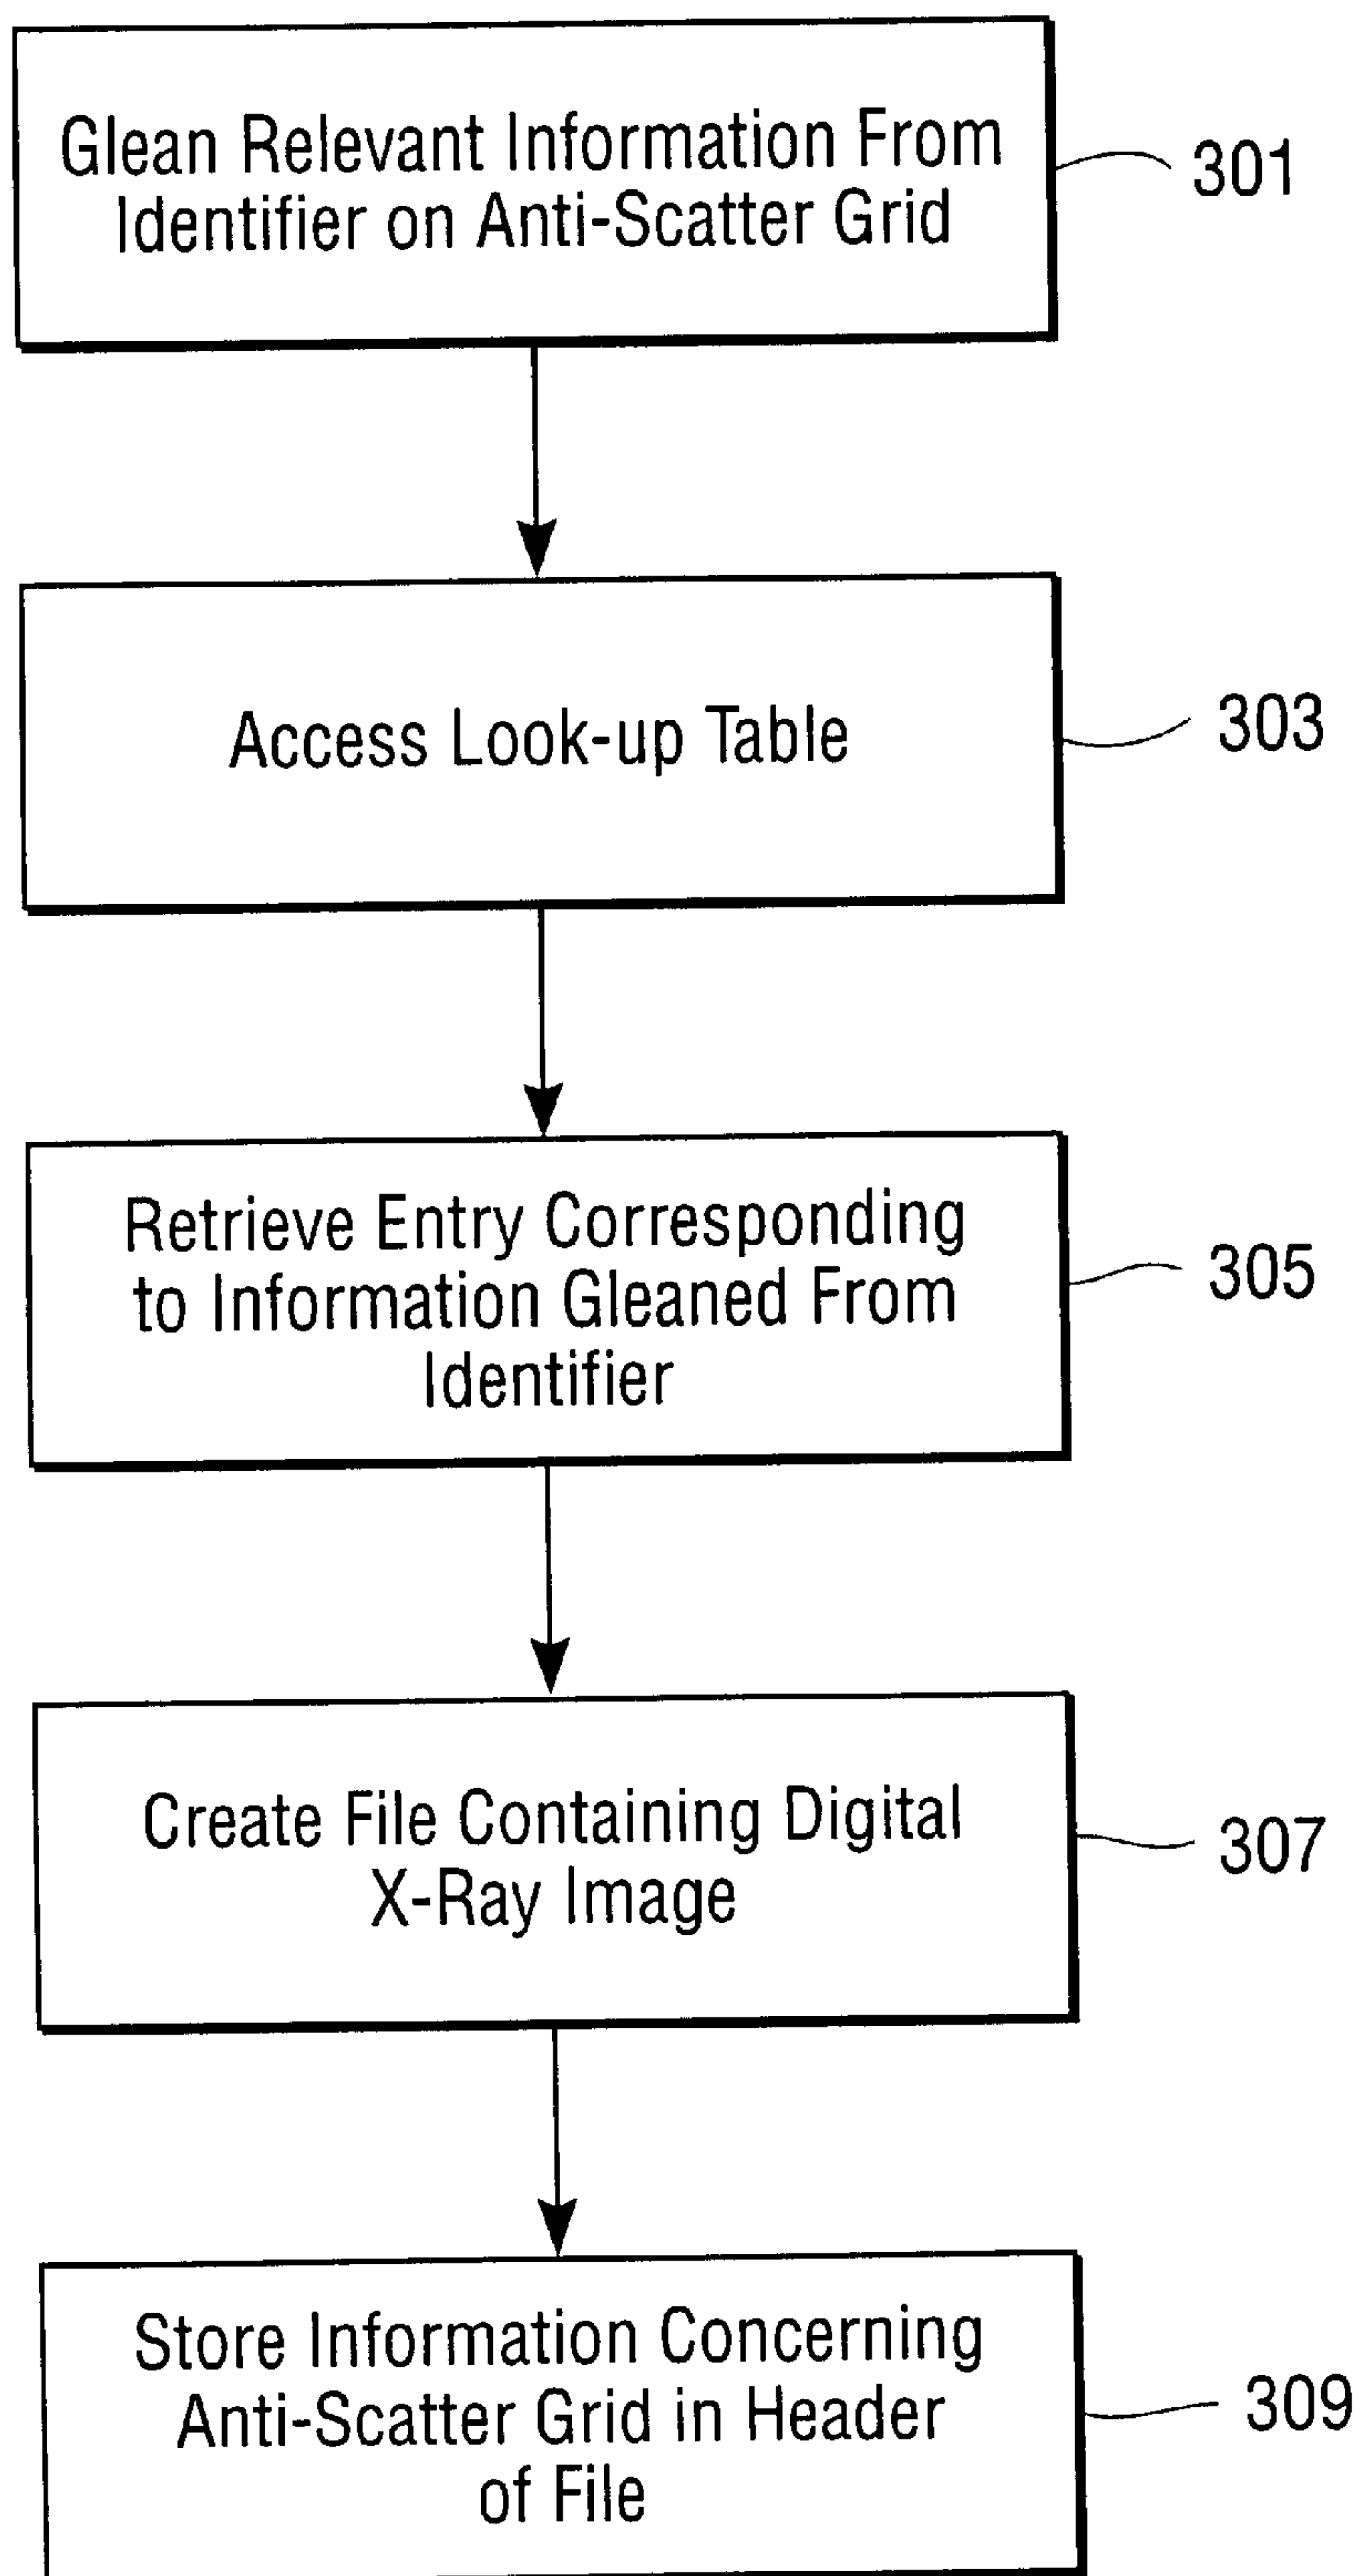 Glean Relevant Information From
Identifier on Anti-Scatter Grid
301
Access Look-up Table
303
Retrieve Entry Corresponding
to Information Gleaned From
Identifier
305
Create File Containing Digital
X-Ray Image
307
Store Information Concerning
Anti-Scatter Grid in Header
of File
309